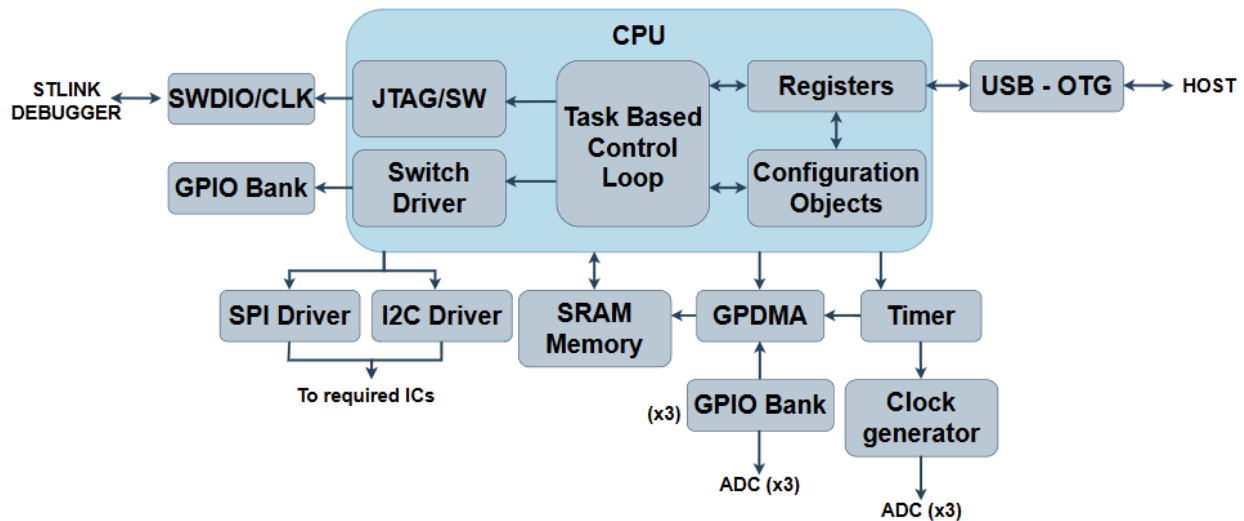 CPU
STLINK
DEBUGGER
SWDIO/CLK
JTAG/SW
Task Based
Control
Loop
Registers
USB - OTG
HOST
GPIO Bank
Switch
Driver
Configuration
Objects
SPI Driver
I2C Driver
SRAM
Memory
GPDMA
Timer
To required ICs
(x3)
GPIO Bank
Clock
generator
ADC (x3)
ADC (x3)